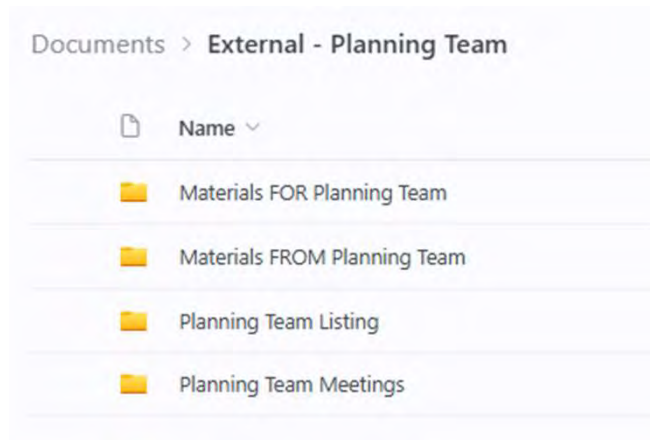 Documents > External - Planning Team
Name
Materials FOR Planning Team
Materials FROM Planning Team
Planning Team Listing
Planning Team Meetings